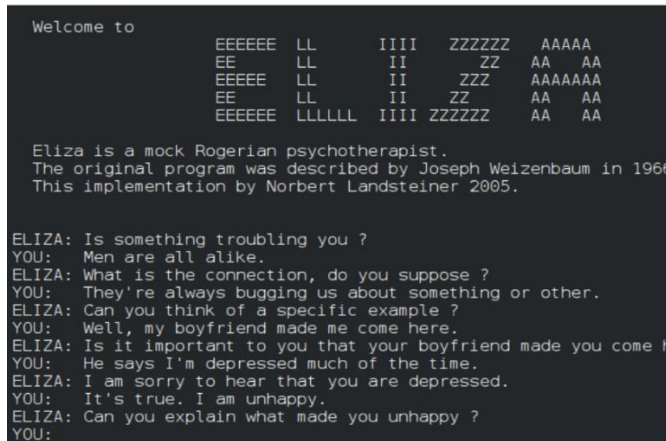 Welcome to
EEEEEE  LL      IIII   ZZZZZZ   AAAAA
EE      LL       II        ZZ  AA   AA
EEEEE   LL       II      ZZZ   AAAAAAA
EE      LL       II     ZZ     AA   AA
EEEEEE  LLLLLL  IIII ZZZZZZ    AA   AA
Eliza is a mock Rogerian psychotherapist.
The original program was described by Joseph Weizenbaum in 1966
This implementation by Norbert Landsteiner 2005.
ELIZA: Is something troubling you ?
YOU:   Men are all alike.
ELIZA: What is the connection, do you suppose ?
YOU:   They're always bugging us about something or other.
ELIZA: Can you think of a specific example ?
YOU:   Well, my boyfriend made me come here.
ELIZA: Is it important to you that your boyfriend made you come
YOU:   He says I'm depressed much of the time.
ELIZA: I am sorry to hear that you are depressed.
YOU:   It's true. I am unhappy.
ELIZA: Can you explain what made you unhappy ?
YOU: